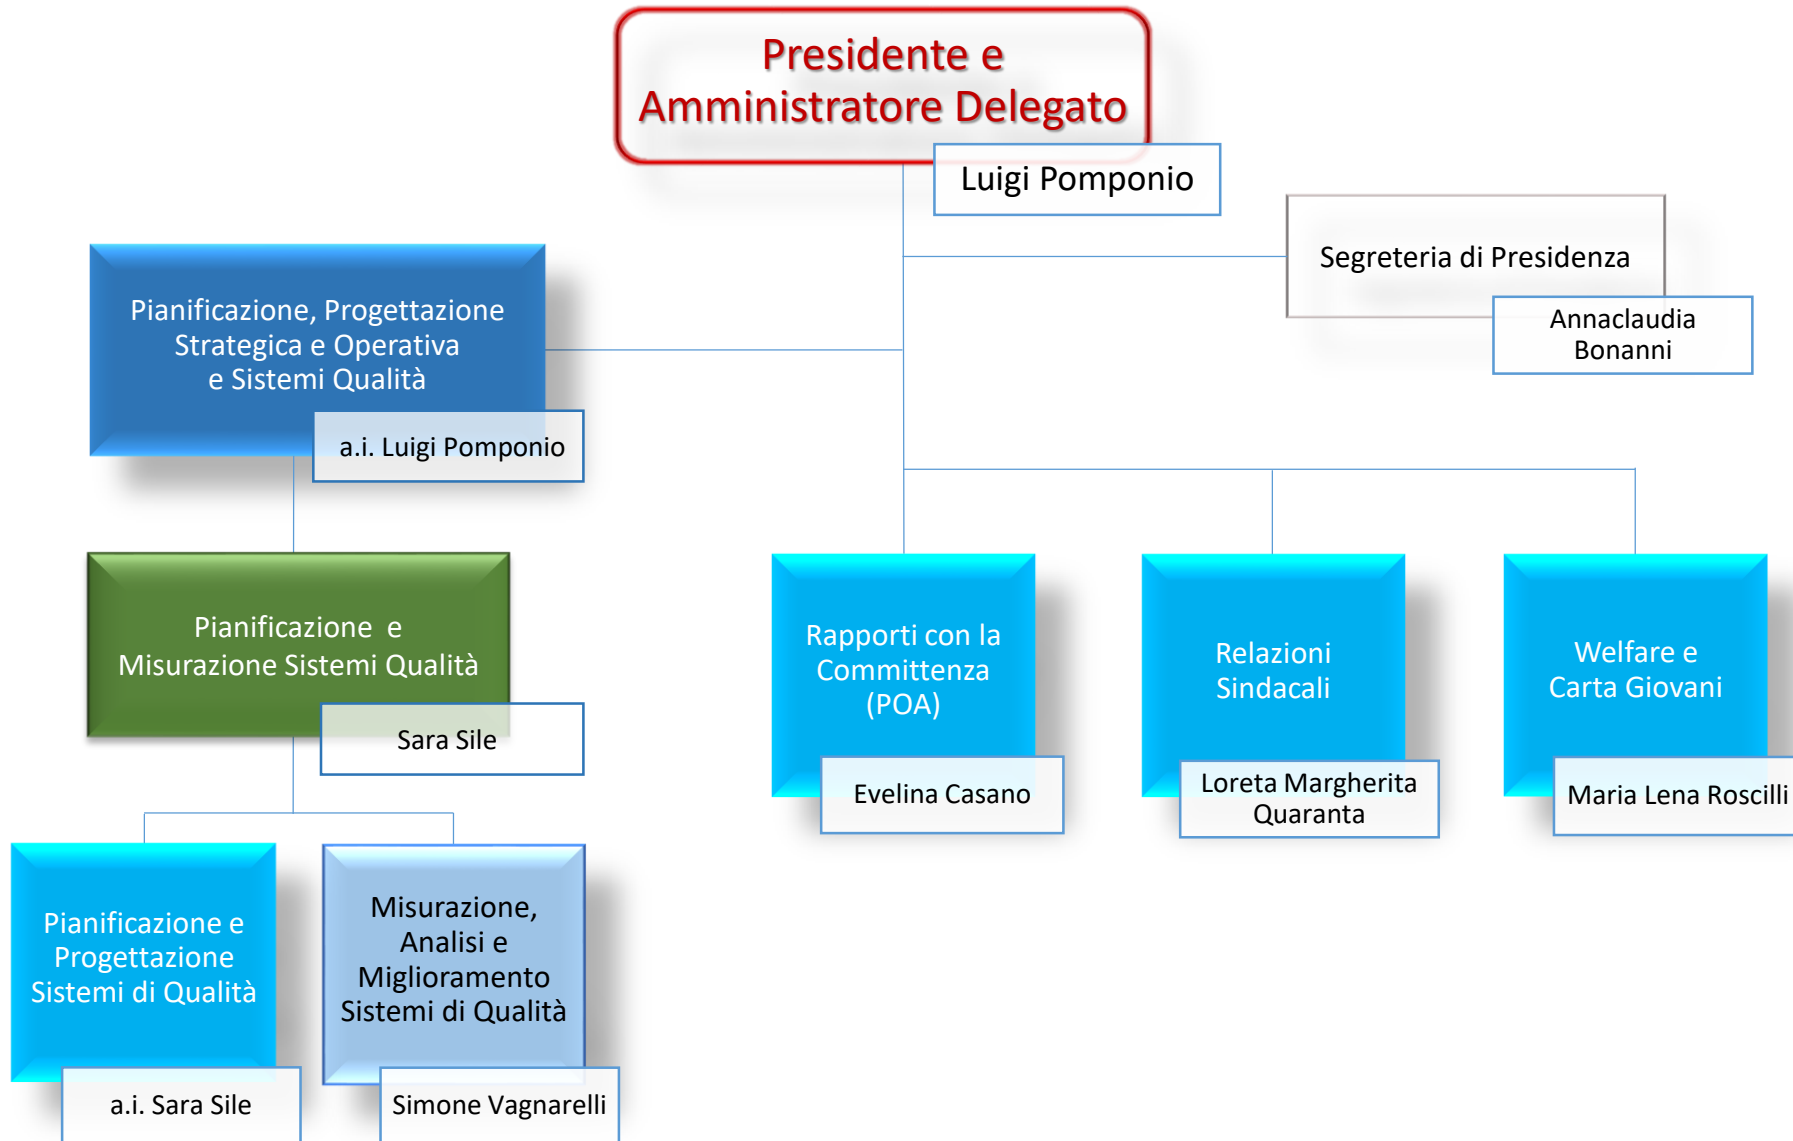 Presidente e
Amministratore Delegato
Luigi Pomponio
Segreteria di Presidenza
Annaclaudia
Bonanni
Pianificazione, Progettazione
Strategica e Operativa
e Sistemi Qualità
a.i. Luigi Pomponio
Pianificazione e
Misurazione Sistemi Qualità
Sara Sile
Rapporti con la
Committenza
(POA)
Evelina Casano
Relazioni
Sindacali
Loreta Margherita
Quaranta
Welfare e
Carta Giovani
Maria Lena Roscilli
Pianificazione e
Progettazione
Sistemi di Qualità
a.i. Sara Sile
Misurazione,
Analisi e
Miglioramento
Sistemi di Qualità
Simone Vagnarelli